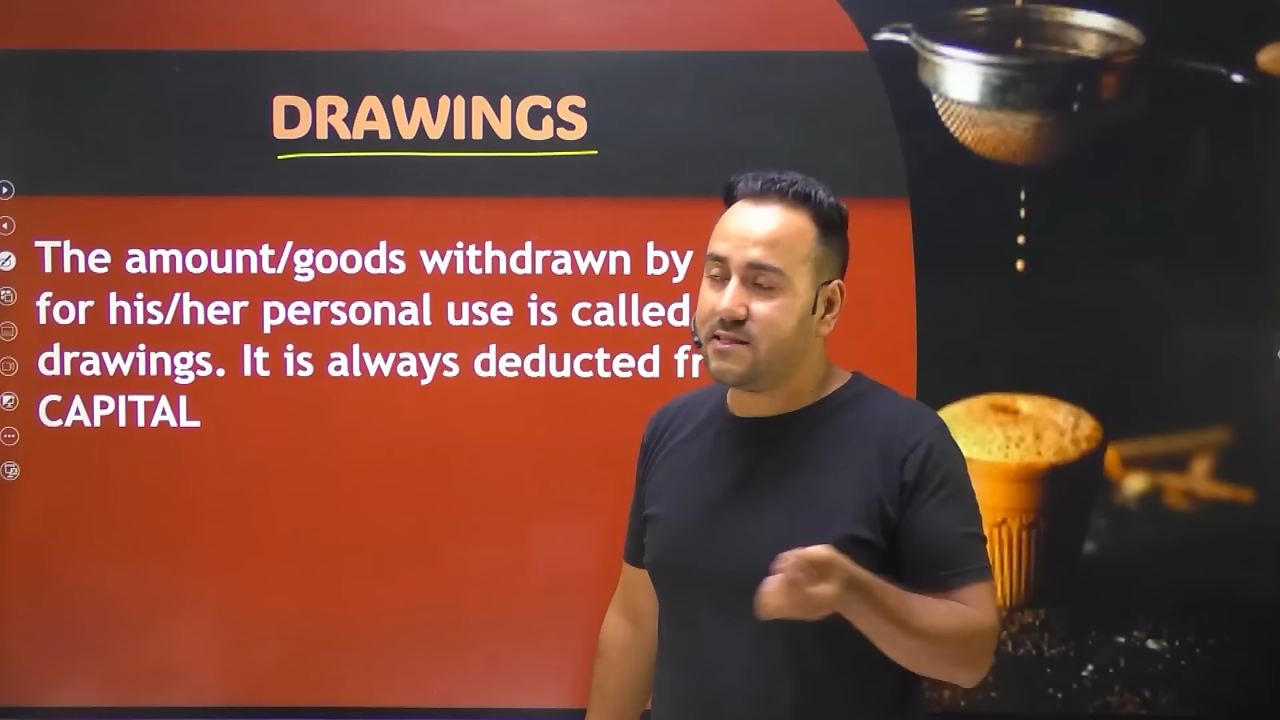 DRAWINGS
The amount/goods withdrawn by
for his/her personal use is called
drawings. It is always deducted
CAPITAL